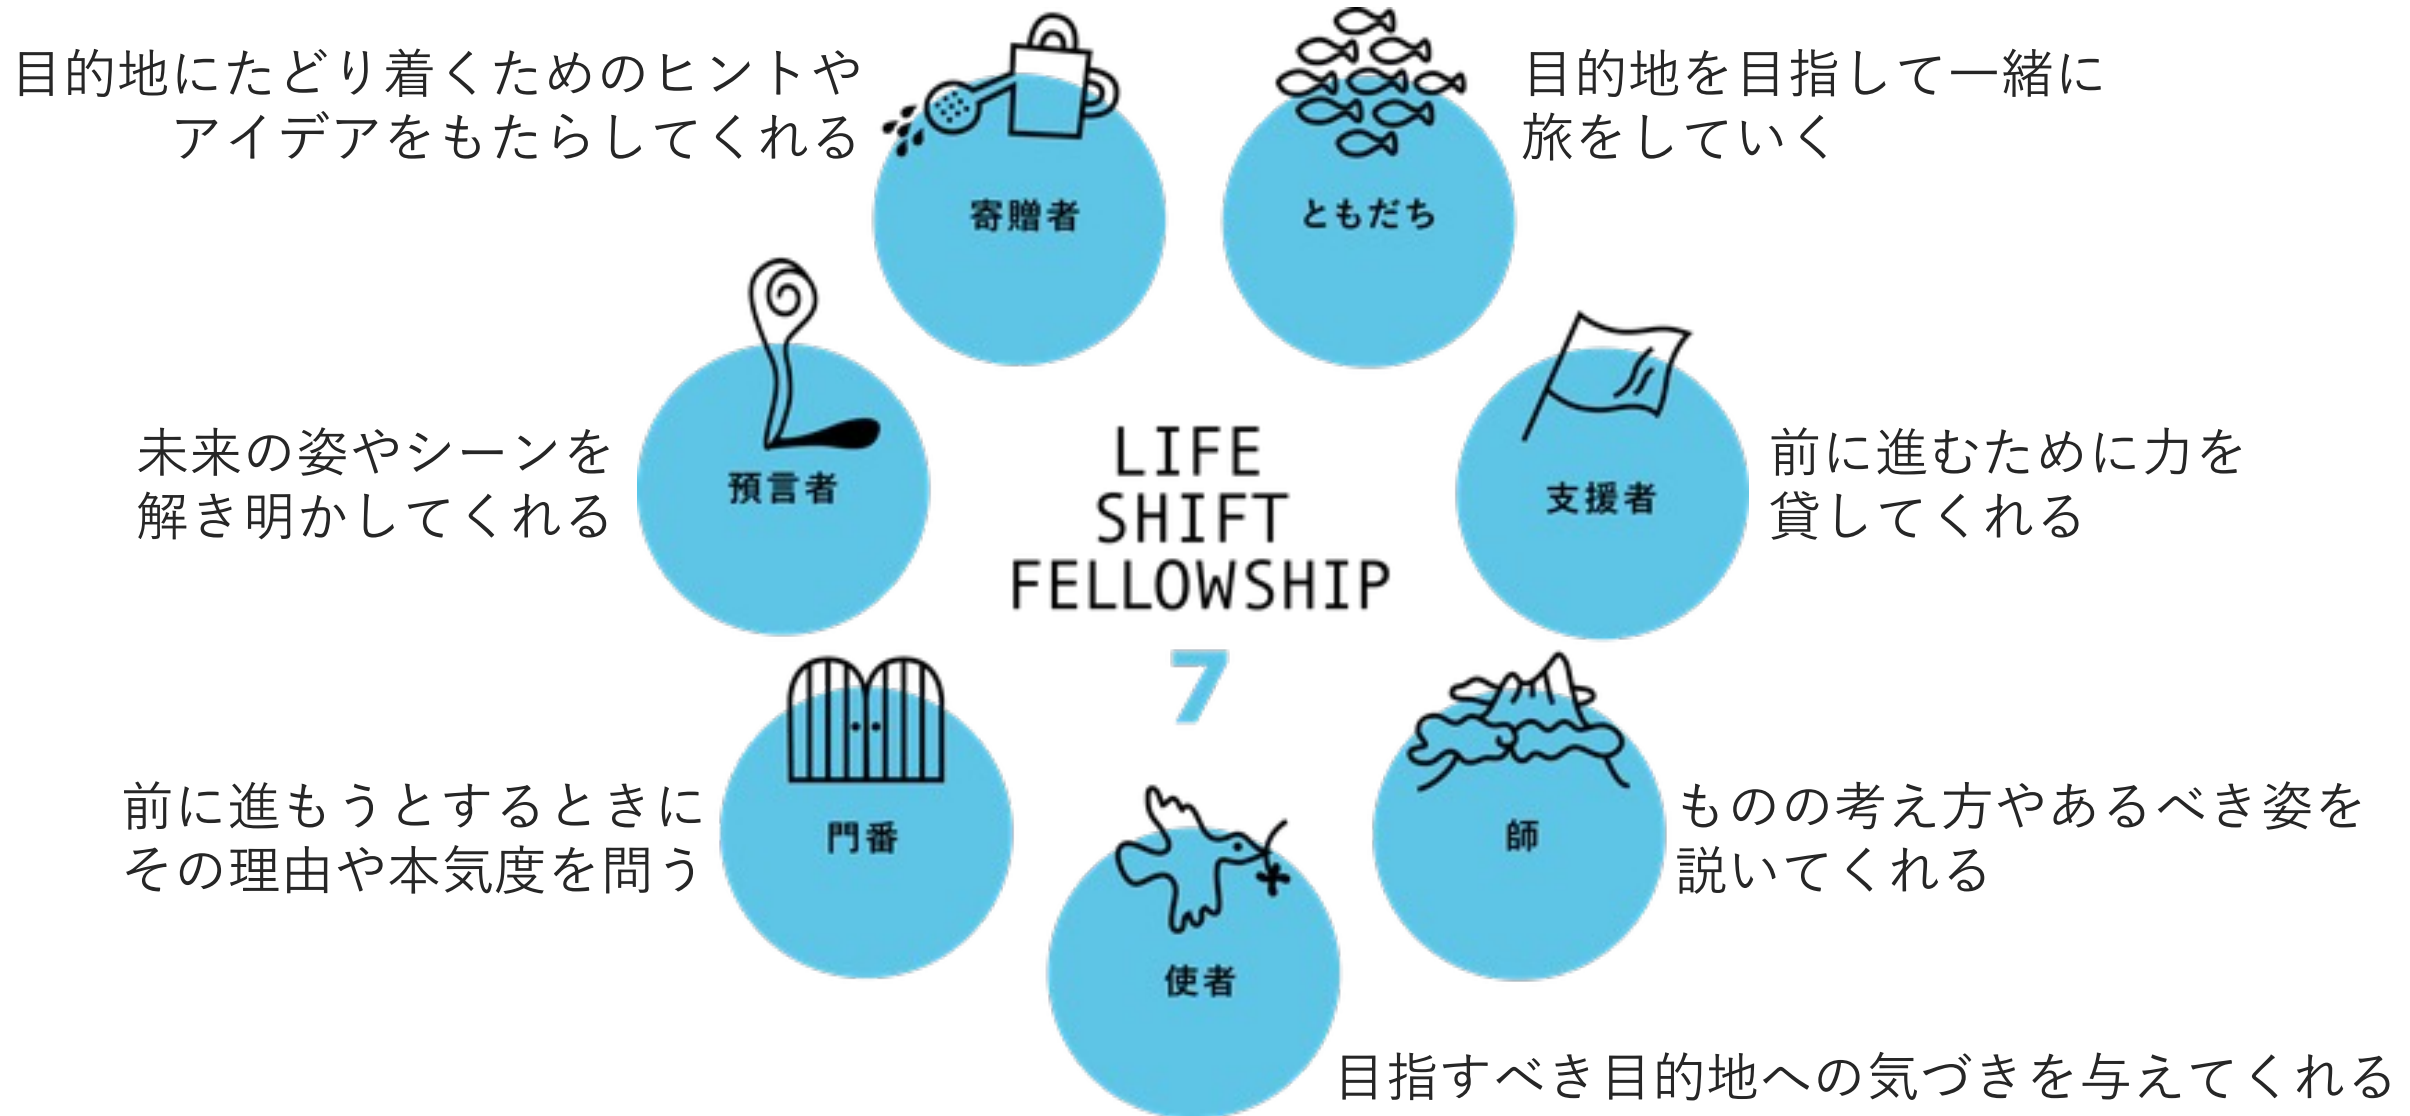 目的地にたどり着くためのヒントや
アイデアをもたらしてくれる
寄贈者
目的地を目指して一緒に
旅をしていく
ともだち
未来の姿やシーンを
解き明かしてくれる
預言者
LIFE
SHIFT
FELLOWSHIP
7
前に進むために力を
貸してくれる
支援者
前に進もうとするときに
その理由や本気度を問う
門番
ものの考え方やあるべき姿を
説いてくれる
師
使者
目指すべき目的地への気づきを与えてくれる